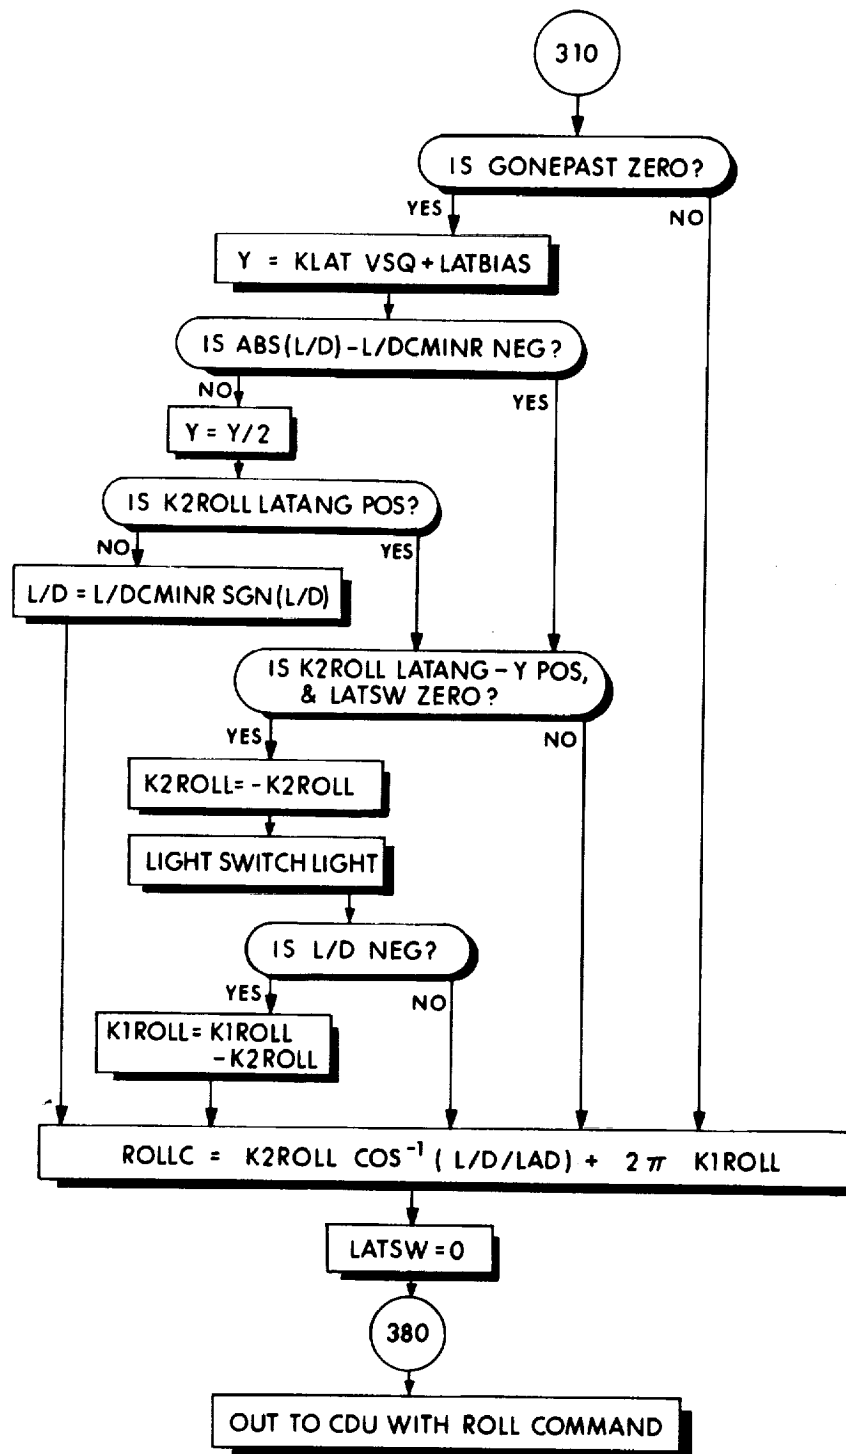 310
IS GONEPAST ZERO?
YES
NO
Y = KLAT VSQ + LATBIAS
IS ABS(L/D) - L/DCMINR NEG?
NO
YES
Y = Y/2
IS K2ROLL LATANG POS?
NO
YES
L/D = L/DCMINR SGN(L/D)
IS K2ROLL LATANG - Y POS,
& LATSW ZERO?
YES
NO
K2ROLL = - K2ROLL
LIGHT SWITCH LIGHT
IS L/D NEG?
YES
NO
K1ROLL = K1ROLL
- K2ROLL
ROLLC = K2ROLL COS⁻¹ ( L/D/LAD) + 2π K1ROLL
LATSW = 0
380
OUT TO CDU WITH ROLL COMMAND